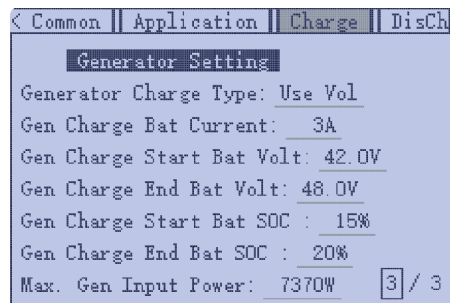 < Common || Application || Charge || DisCh
Generator Setting
Generator Charge Type: Use Vol
Gen Charge Bat Current: 3A
Gen Charge Start Bat Volt: 42.0V
Gen Charge End Bat Volt: 48.0V
Gen Charge Start Bat SOC : 15%
Gen Charge End Bat SOC : 20%
Max. Gen Input Power: 7370W 3 / 3